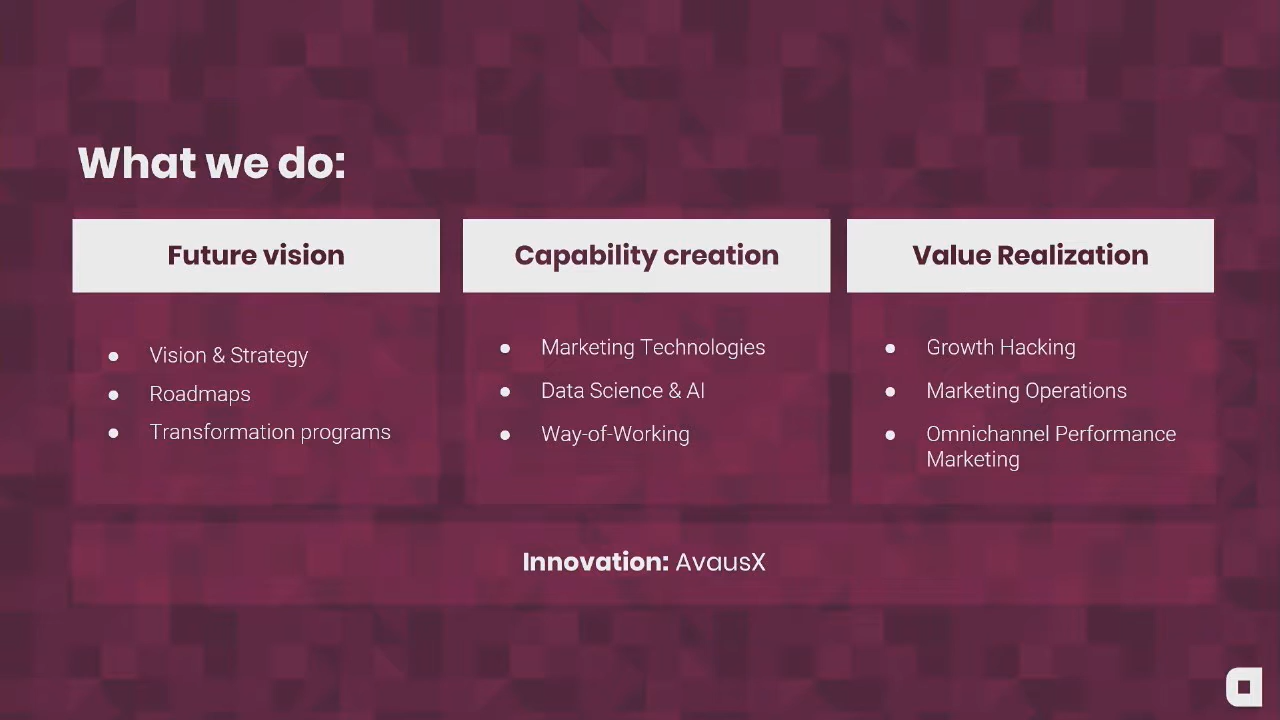 What we do:
Future vision
● Vision & Strategy
● Roadmaps
● Transformation programs
Capability creation
● Marketing Technologies
● Data Science & AI
● Way-of-Working
Value Realization
● Growth Hacking
● Marketing Operations
● Omnichannel Performance
Marketing
Innovation: AvausX